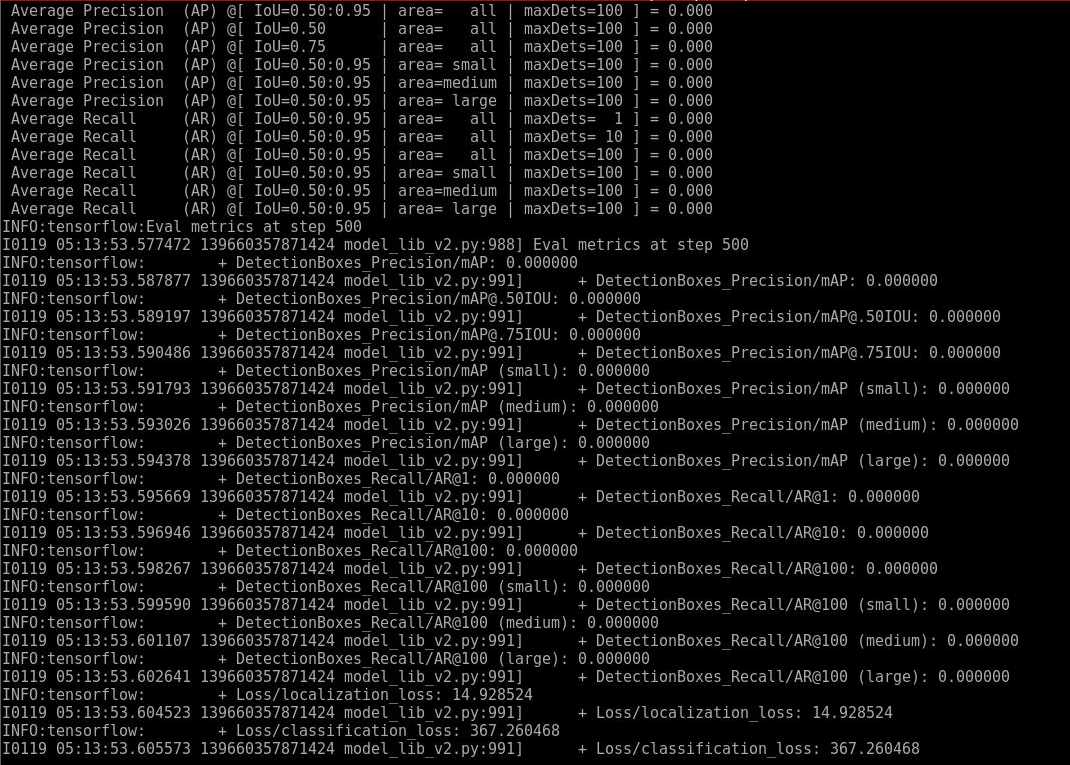 Average Precision  (AP) @[ IoU=0.50:0.95 | area=   all | maxDets=100 ] = 0.000
Average Precision  (AP) @[ IoU=0.50      | area=   all | maxDets=100 ] = 0.000
Average Precision  (AP) @[ IoU=0.75      | area=   all | maxDets=100 ] = 0.000
Average Precision  (AP) @[ IoU=0.50:0.95 | area= small | maxDets=100 ] = 0.000
Average Precision  (AP) @[ IoU=0.50:0.95 | area=medium | maxDets=100 ] = 0.000
Average Precision  (AP) @[ IoU=0.50:0.95 | area= large | maxDets=100 ] = 0.000
Average Recall     (AR) @[ IoU=0.50:0.95 | area=   all | maxDets=  1 ] = 0.000
Average Recall     (AR) @[ IoU=0.50:0.95 | area=   all | maxDets= 10 ] = 0.000
Average Recall     (AR) @[ IoU=0.50:0.95 | area=   all | maxDets=100 ] = 0.000
Average Recall     (AR) @[ IoU=0.50:0.95 | area= small | maxDets=100 ] = 0.000
Average Recall     (AR) @[ IoU=0.50:0.95 | area=medium | maxDets=100 ] = 0.000
Average Recall     (AR) @[ IoU=0.50:0.95 | area= large | maxDets=100 ] = 0.000
INFO:tensorflow:Eval metrics at step 500
I0119 05:13:53.577472 139660357871424 model_lib_v2.py:988] Eval metrics at step 500
INFO:tensorflow:        + DetectionBoxes_Precision/mAP: 0.000000
I0119 05:13:53.587877 139660357871424 model_lib_v2.py:991]      + DetectionBoxes_Precision/mAP: 0.000000
INFO:tensorflow:        + DetectionBoxes_Precision/mAP@.50IOU: 0.000000
I0119 05:13:53.589197 139660357871424 model_lib_v2.py:991]      + DetectionBoxes_Precision/mAP@.50IOU: 0.000000
INFO:tensorflow:        + DetectionBoxes_Precision/mAP@.75IOU: 0.000000
I0119 05:13:53.590486 139660357871424 model_lib_v2.py:991]      + DetectionBoxes_Precision/mAP@.75IOU: 0.000000
INFO:tensorflow:        + DetectionBoxes_Precision/mAP (small): 0.000000
I0119 05:13:53.591793 139660357871424 model_lib_v2.py:991]      + DetectionBoxes_Precision/mAP (small): 0.000000
INFO:tensorflow:        + DetectionBoxes_Precision/mAP (medium): 0.000000
I0119 05:13:53.593026 139660357871424 model_lib_v2.py:991]      + DetectionBoxes_Precision/mAP (medium): 0.000000
INFO:tensorflow:        + DetectionBoxes_Precision/mAP (large): 0.000000
I0119 05:13:53.594378 139660357871424 model_lib_v2.py:991]      + DetectionBoxes_Precision/mAP (large): 0.000000
INFO:tensorflow:        + DetectionBoxes_Recall/AR@1: 0.000000
I0119 05:13:53.595669 139660357871424 model_lib_v2.py:991]      + DetectionBoxes_Recall/AR@1: 0.000000
INFO:tensorflow:        + DetectionBoxes_Recall/AR@10: 0.000000
I0119 05:13:53.596946 139660357871424 model_lib_v2.py:991]      + DetectionBoxes_Recall/AR@10: 0.000000
INFO:tensorflow:        + DetectionBoxes_Recall/AR@100: 0.000000
I0119 05:13:53.598267 139660357871424 model_lib_v2.py:991]      + DetectionBoxes_Recall/AR@100: 0.000000
INFO:tensorflow:        + DetectionBoxes_Recall/AR@100 (small): 0.000000
I0119 05:13:53.599590 139660357871424 model_lib_v2.py:991]      + DetectionBoxes_Recall/AR@100 (small): 0.000000
INFO:tensorflow:        + DetectionBoxes_Recall/AR@100 (medium): 0.000000
I0119 05:13:53.601107 139660357871424 model_lib_v2.py:991]      + DetectionBoxes_Recall/AR@100 (medium): 0.000000
INFO:tensorflow:        + DetectionBoxes_Recall/AR@100 (large): 0.000000
I0119 05:13:53.602641 139660357871424 model_lib_v2.py:991]      + DetectionBoxes_Recall/AR@100 (large): 0.000000
INFO:tensorflow:        + Loss/localization_loss: 14.928524
I0119 05:13:53.604523 139660357871424 model_lib_v2.py:991]      + Loss/localization_loss: 14.928524
INFO:tensorflow:        + Loss/classification_loss: 367.260468
I0119 05:13:53.605573 139660357871424 model_lib_v2.py:991]      + Loss/classification_loss: 367.260468